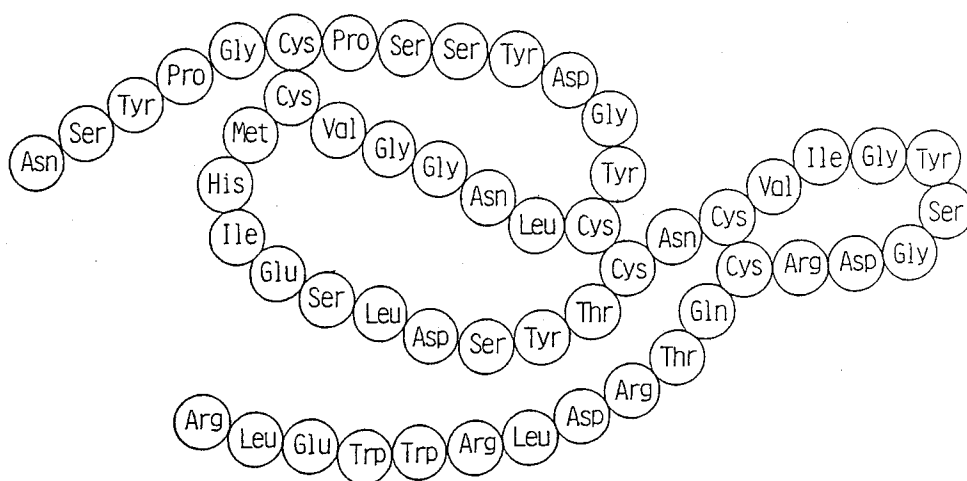 Asn Ser Tyr Pro Gly Cys Pro Ser Ser Tyr Asp Gly Tyr
Cys Leu Asn Gly Gly Val Cys
Met His Ile Glu Ser Leu Asp Ser Tyr Thr Cys Asn Cys Val Ile Gly Tyr
Ser Gly Asp Arg Cys Gln Thr Arg Asp Leu Arg Trp Trp Glu Leu Arg